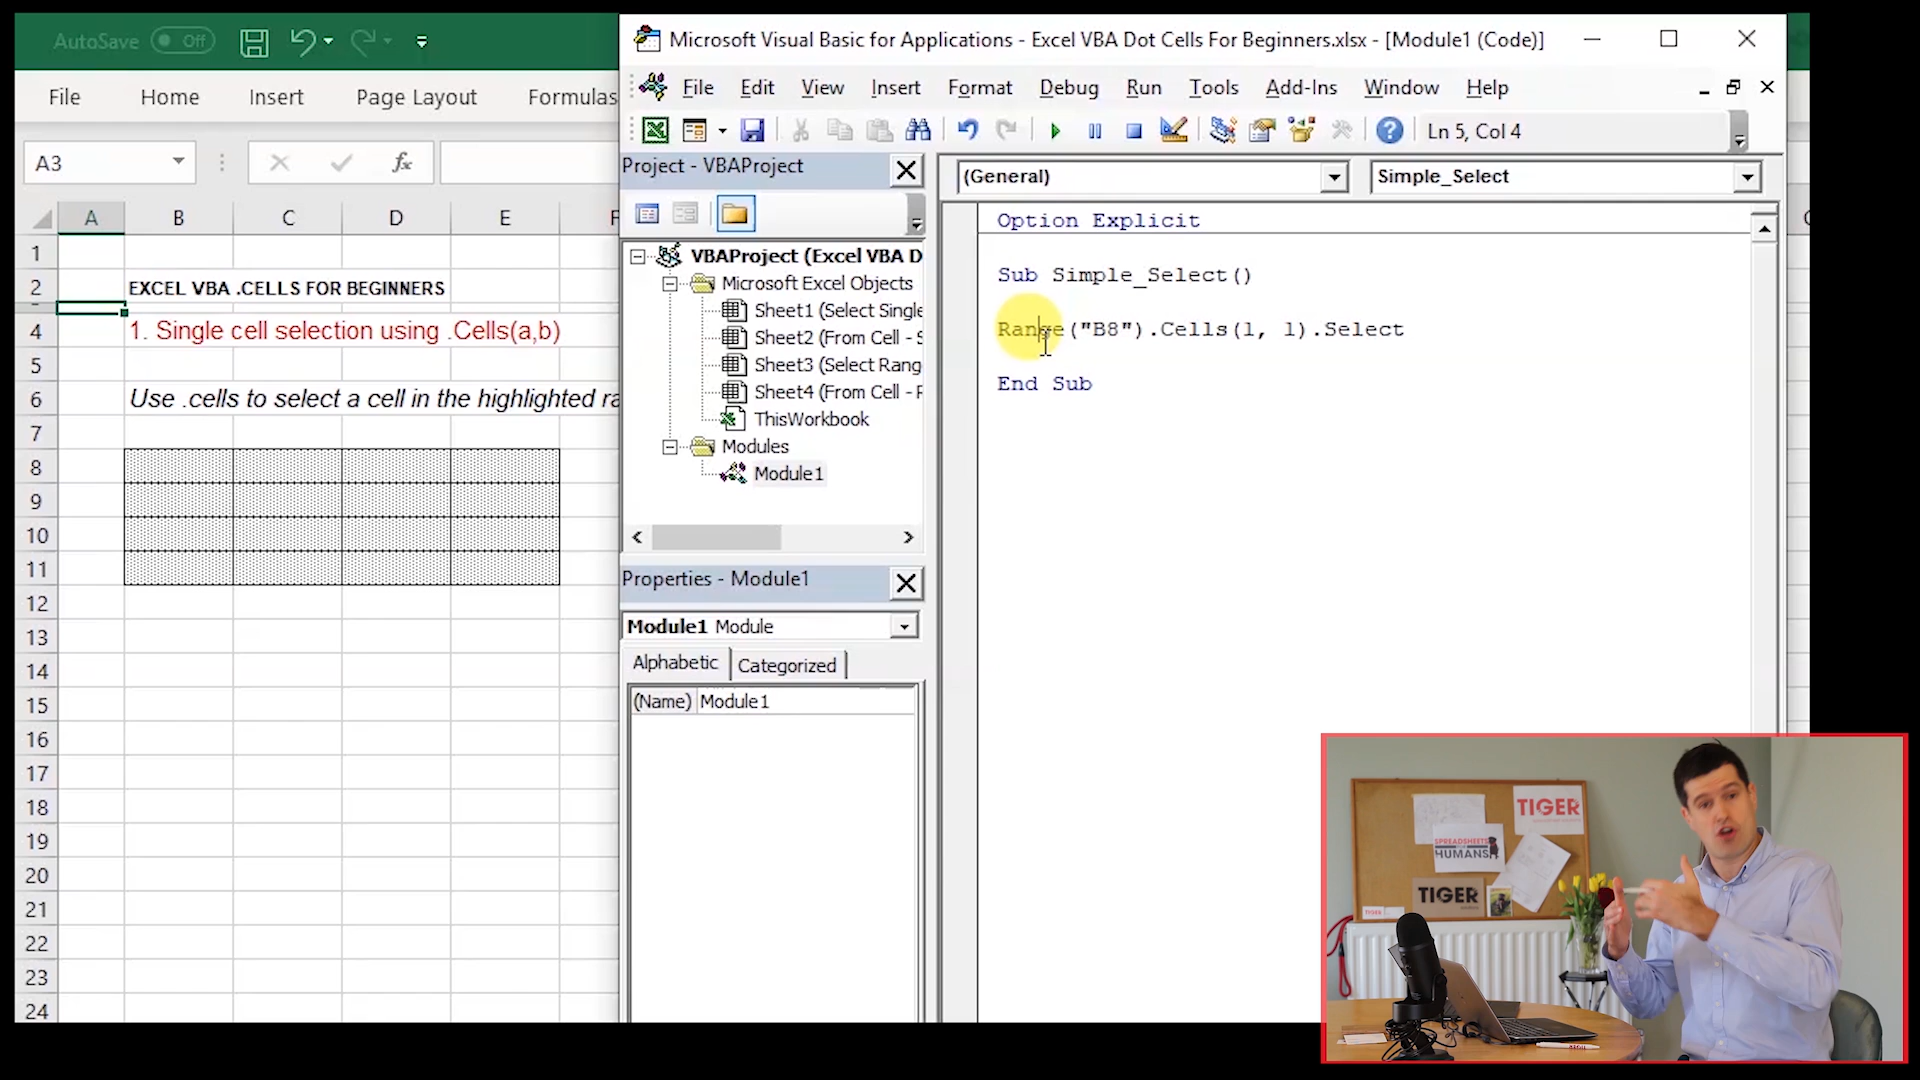 AutoSave Off
File Home Insert Page Layout Formulas
A3
fx
A B C D E F
1
2 EXCEL VBA .CELLS FOR BEGINNERS
4 1. Single cell selection using .Cells(a,b)
5
6 Use .cells to select a cell in the highlighted ra
7
8
9
10
11
12
13
14
15
16
17
18
19
20
21
22
23
24
Microsoft Visual Basic for Applications - Excel VBA Dot Cells For Beginners.xlsx - [Module1 (Code)]
File Edit View Insert Format Debug Run Tools Add-Ins Window Help
Ln 5, Col 4
Project - VBAProject
VBAProject (Excel VBA D
Microsoft Excel Objects
Sheet1 (Select Single
Sheet2 (From Cell - S
Sheet3 (Select Rang
Sheet4 (From Cell - F
ThisWorkbook
Modules
Module1
Properties - Module1
Module1 Module
Alphabetic Categorized
(Name) Module1
(General) Simple_Select
Option Explicit
Sub Simple_Select()
Range("B8").Cells(1, 1).Select
End Sub
TIGER
SPREADSHEETS
HUMANS
TIGER
TIGER